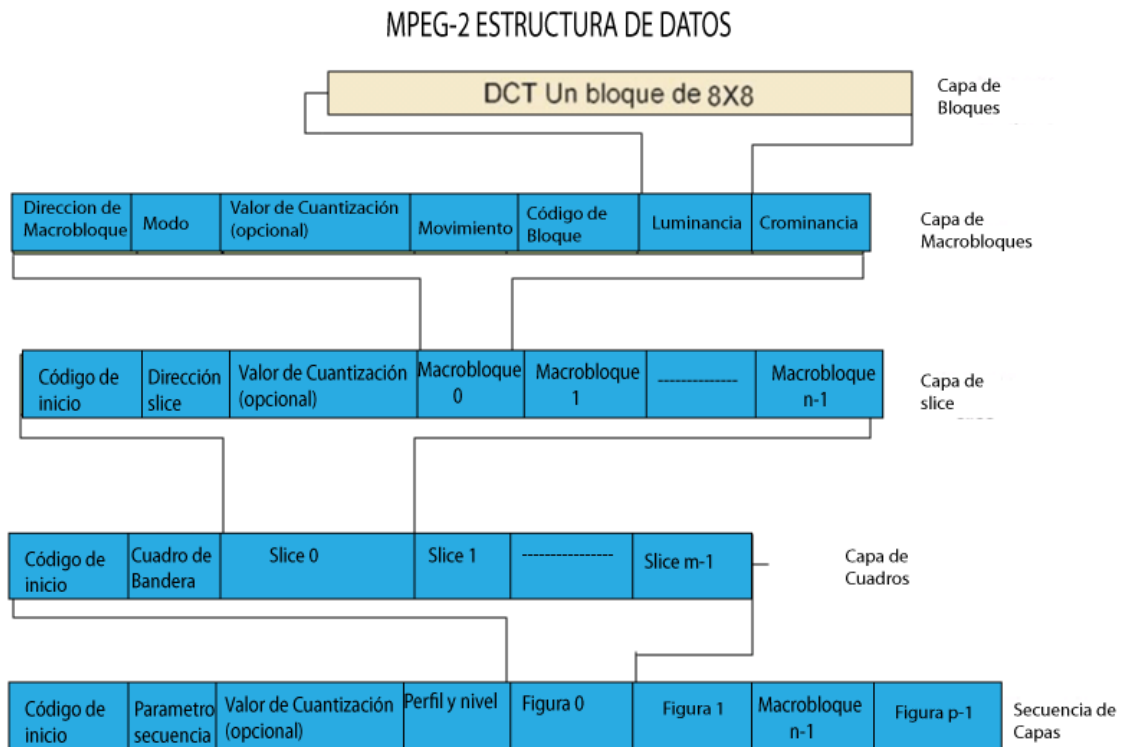 MPEG-2 ESTRUCTURA DE DATOS
DCT Un bloque de 8X8
Capa de
Bloques
Direccion de
Macrobloque
Modo
Valor de Cuantización
(opcional)
Movimiento
Código de
Bloque
Luminancia
Crominancia
Capa de
Macrobloques
Código de
inicio
Dirección
slice
Valor de Cuantización
(opcional)
Macrobloque
0
Macrobloque
1
--------------
Macrobloque
n-1
Capa de
slice
Código de
inicio
Cuadro de
Bandera
Slice 0
Slice 1
----------------
Slice m-1
Capa de
Cuadros
Código de
inicio
Parametro
secuencia
Valor de Cuantización
(opcional)
Perfil y nivel
Figura 0
Figura 1
Macrobloque
n-1
Figura p-1
Secuencia de
Capas